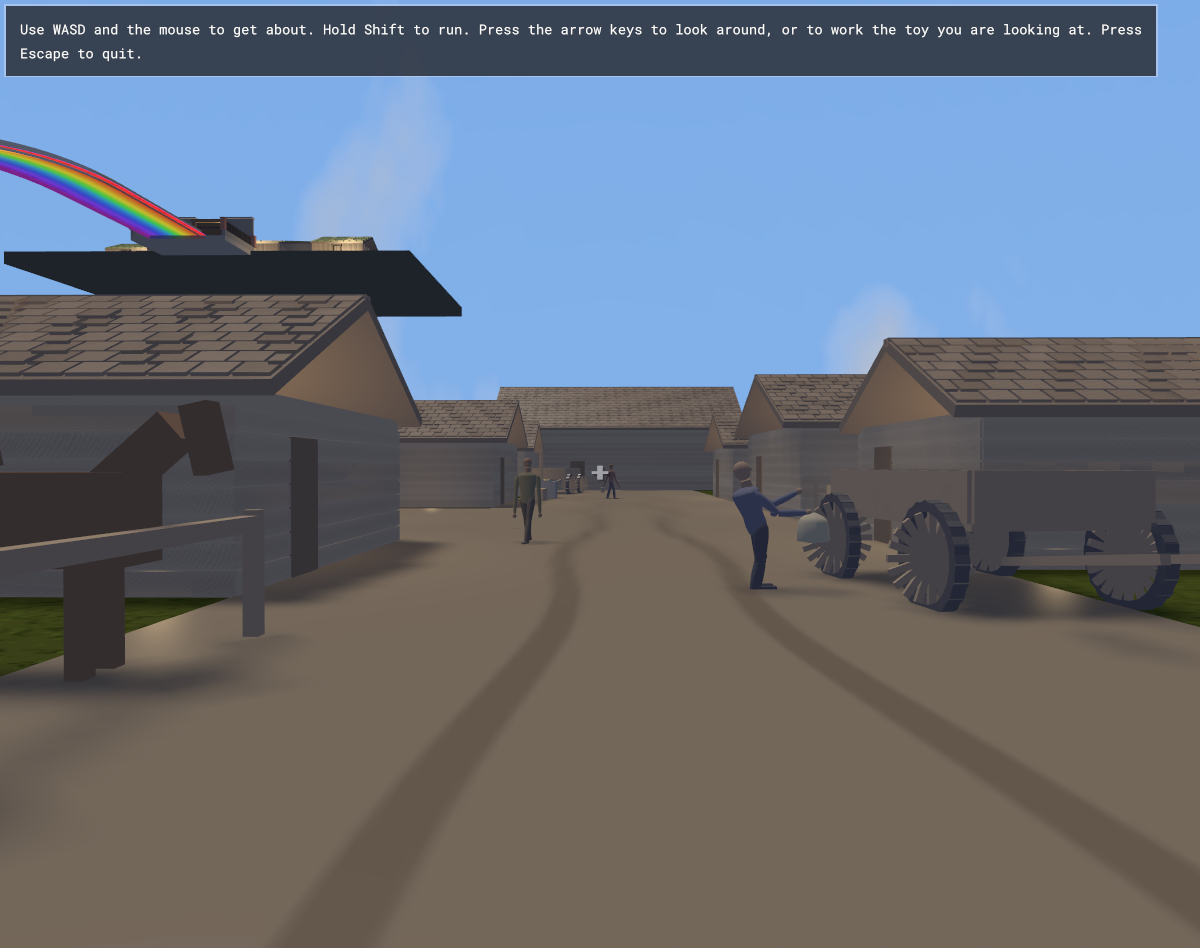 Use WASD and the mouse to get about. Hold Shift to run. Press the arrow keys to look around, or to work the toy you are looking at. Press
Escape to quit.